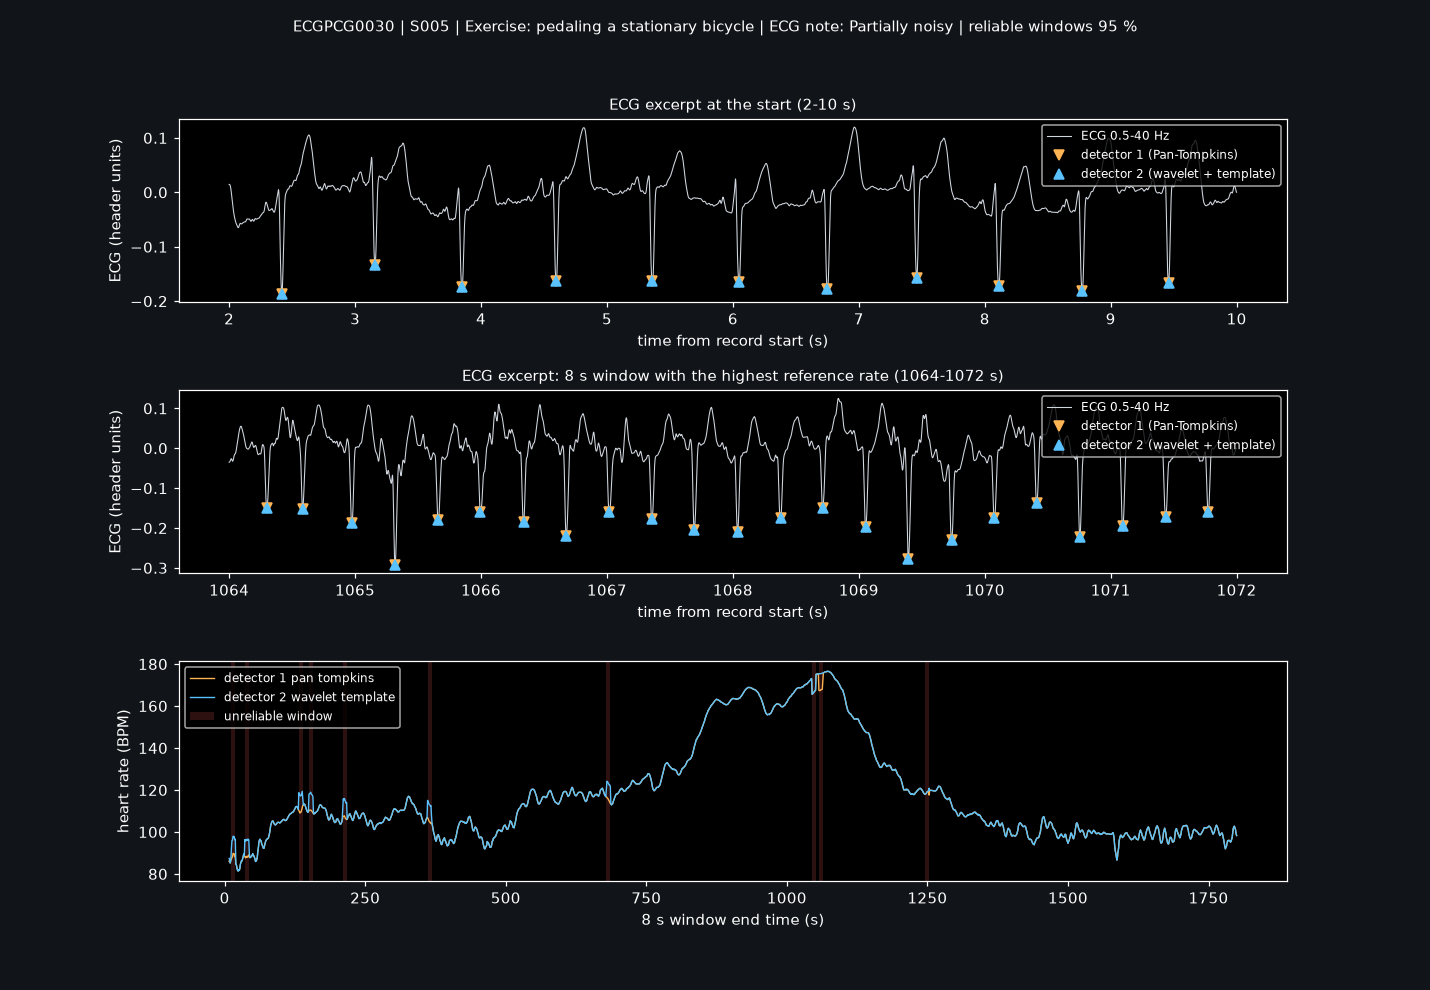 ECGPCG0030 | S005 | Exercise: pedaling a stationary bicycle | ECG note: Partially noisy | reliable windows 95 %
ECG excerpt at the start (2-10 s)
ECG (header units)
0.1
0.0
−0.1
−0.2
ECG 0.5-40 Hz
detector 1 (Pan-Tompkins)
detector 2 (wavelet + template)
2 3 4 5 6 7 8 9 10
time from record start (s)
ECG excerpt: 8 s window with the highest reference rate (1064-1072 s)
ECG (header units)
0.1
0.0
−0.1
−0.2
−0.3
ECG 0.5-40 Hz
detector 1 (Pan-Tompkins)
detector 2 (wavelet + template)
1064 1065 1066 1067 1068 1069 1070 1071 1072
time from record start (s)
heart rate (BPM)
180
160
140
120
100
80
detector 1 pan tompkins
detector 2 wavelet template
unreliable window
0 250 500 750 1000 1250 1500 1750
8 s window end time (s)